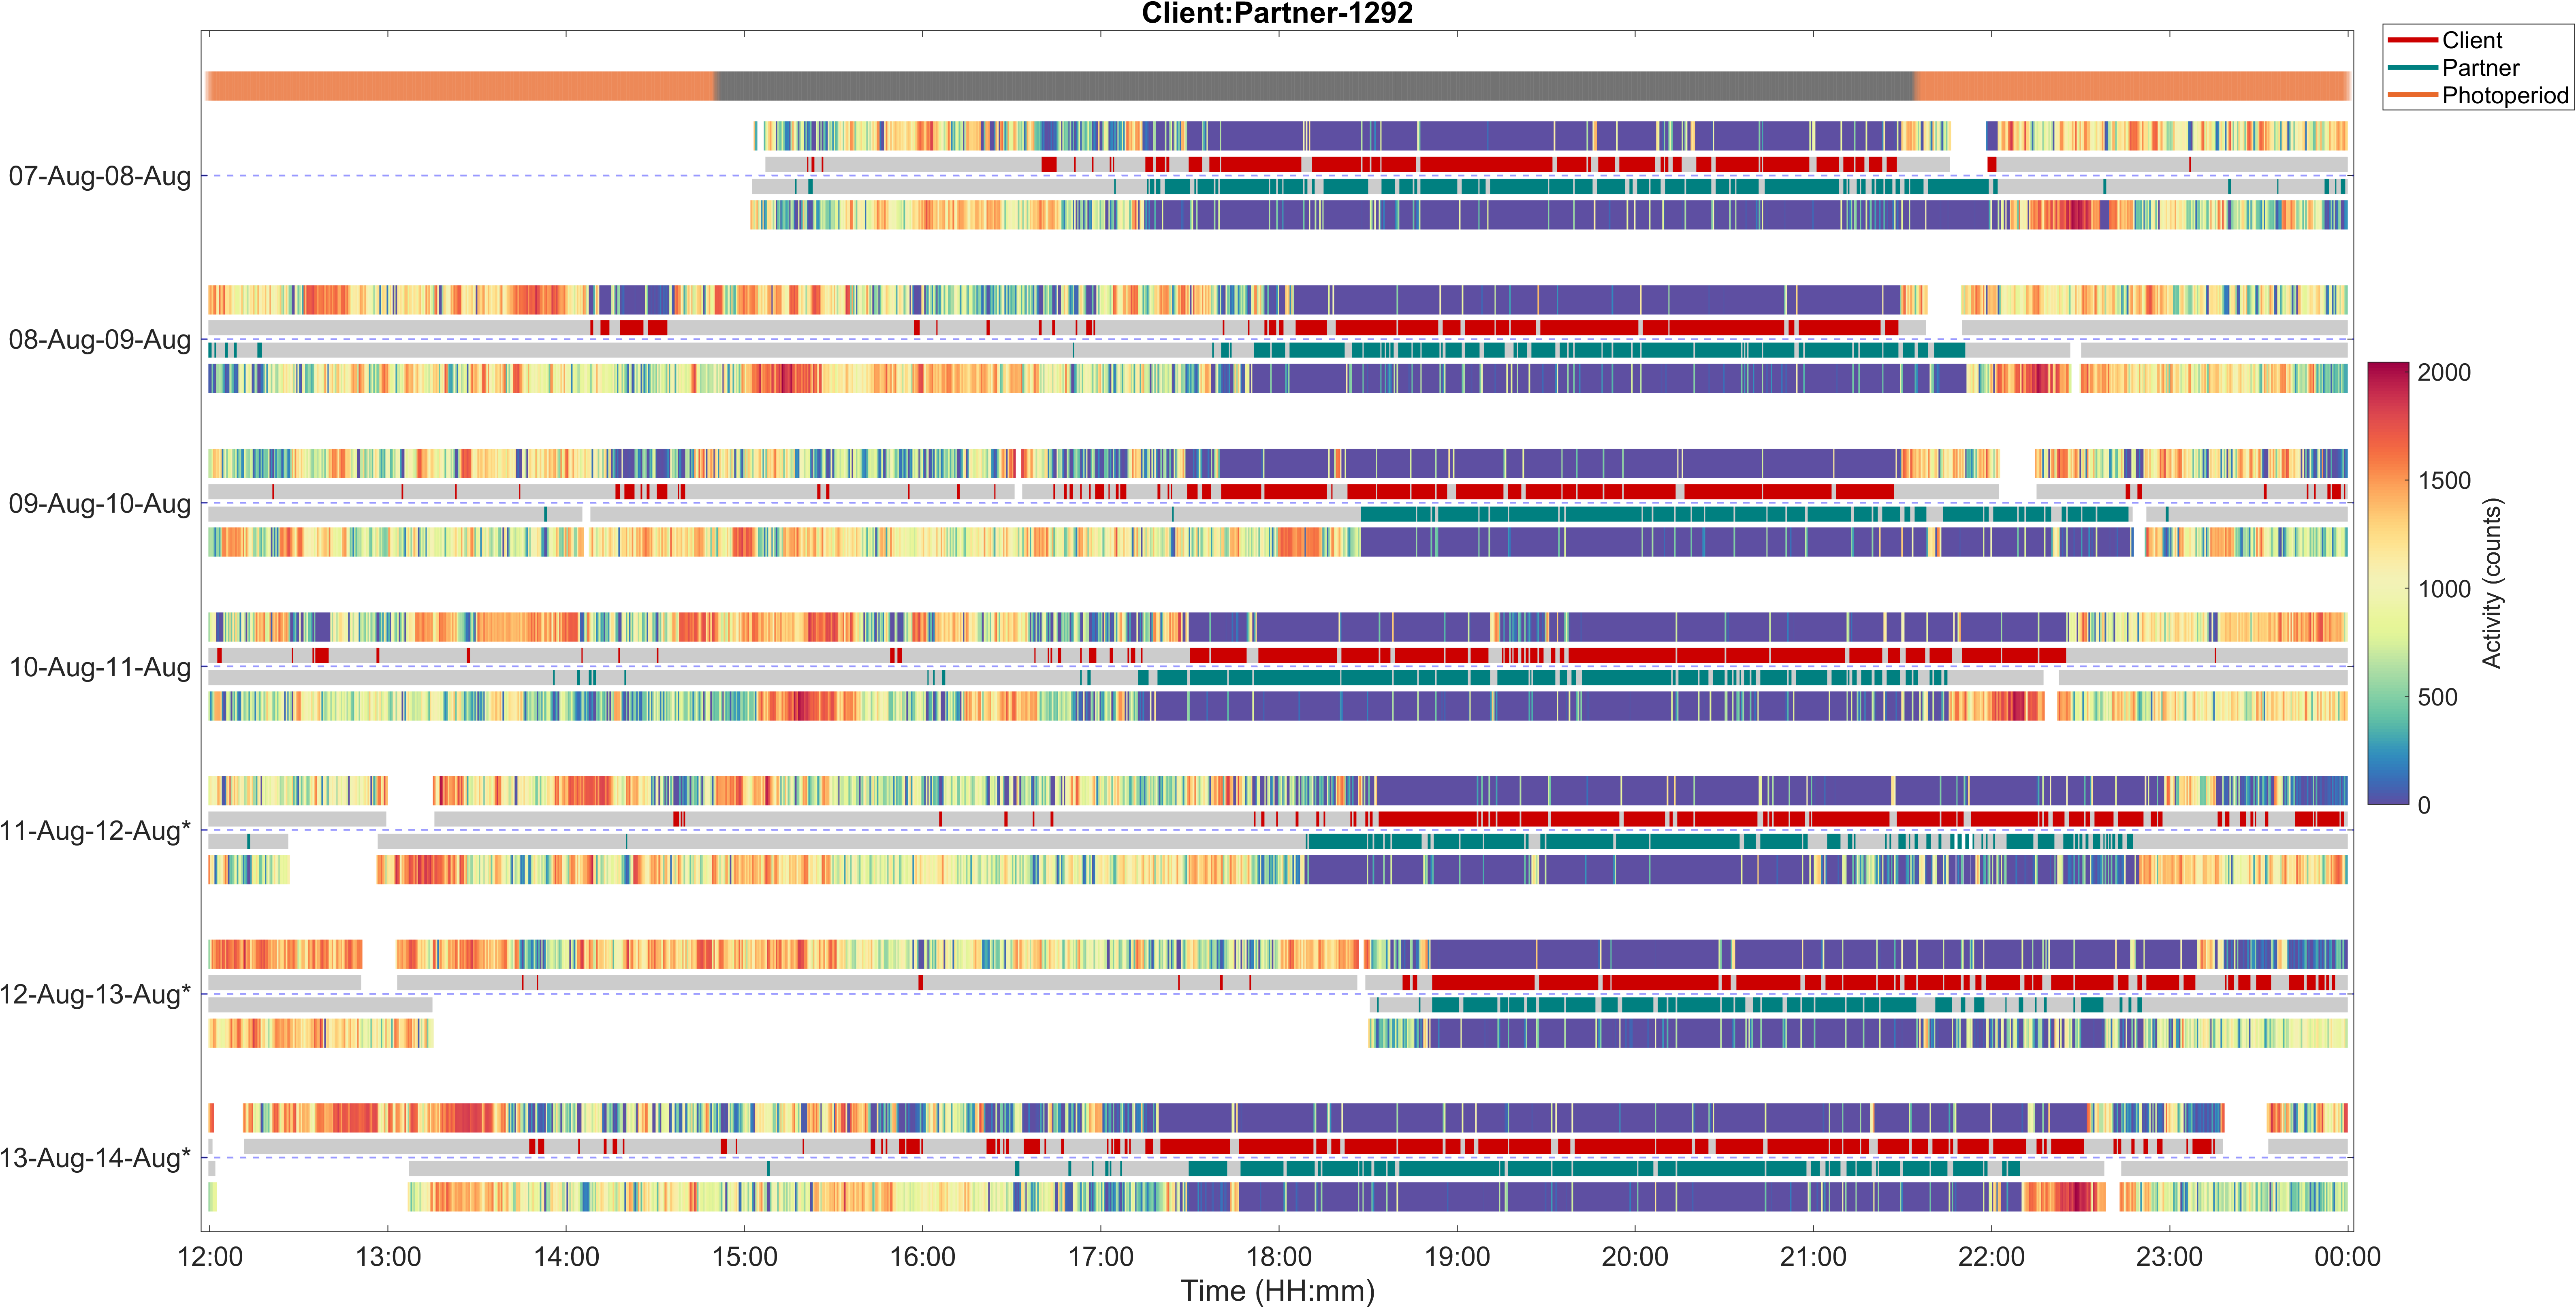 Client:Partner-1292
Client
Partner
Photoperiod
07-Aug-08-Aug
08-Aug-09-Aug
09-Aug-10-Aug
10-Aug-11-Aug
11-Aug-12-Aug*
12-Aug-13-Aug*
13-Aug-14-Aug*
2000
1500
1000
500
0
Activity (counts)
12:00 13:00 14:00 15:00 16:00 17:00 18:00 19:00 20:00 21:00 22:00 23:00 00:00
Time (HH:mm)